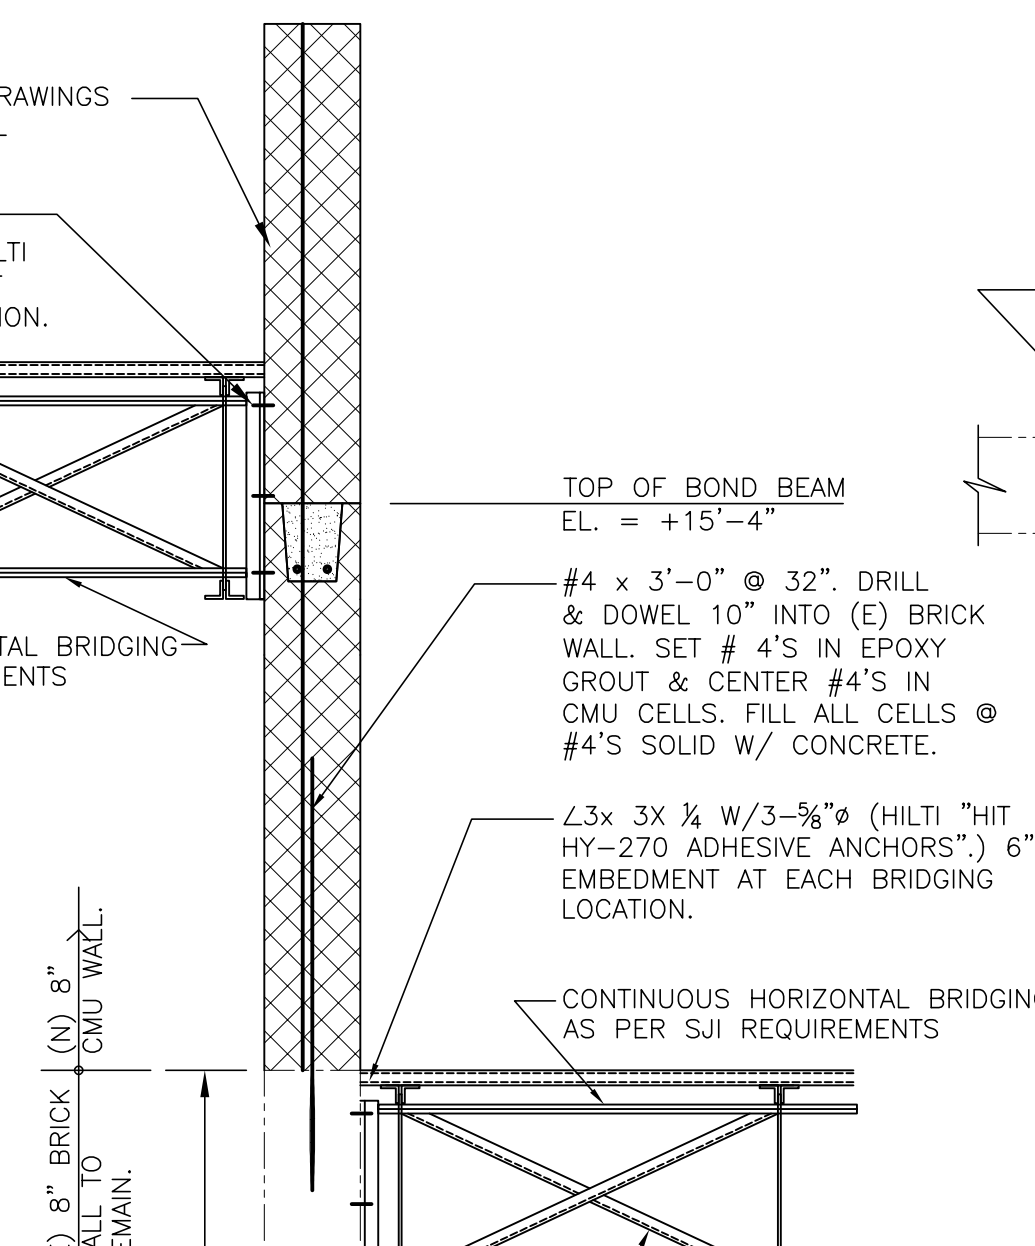 RAWINGS
LTI
ION.
TOP OF BOND BEAM
EL. = +15'-4"
#4 x 3'-0" @ 32". DRILL
& DOWEL 10" INTO (E) BRICK
WALL. SET # 4'S IN EPOXY
GROUT & CENTER #4'S IN
CMU CELLS. FILL ALL CELLS @
#4'S SOLID W/ CONCRETE.
TAL BRIDGING
ENTS
∠3x 3X ¼ W/3-⅝"ø (HILTI "HIT
HY-270 ADHESIVE ANCHORS".) 6"
EMBEDMENT AT EACH BRIDGING
LOCATION.
CONTINUOUS HORIZONTAL BRIDGING
AS PER SJI REQUIREMENTS
(N) 8"
CMU WALL.
8" BRICK
ALL TO
EMAIN.